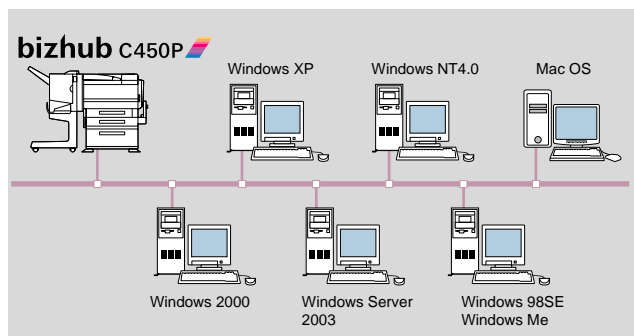 bizhub C450P
Windows XP
Windows NT4.0
Mac OS
Windows 2000
Windows Server
2003
Windows 98SE
Windows Me